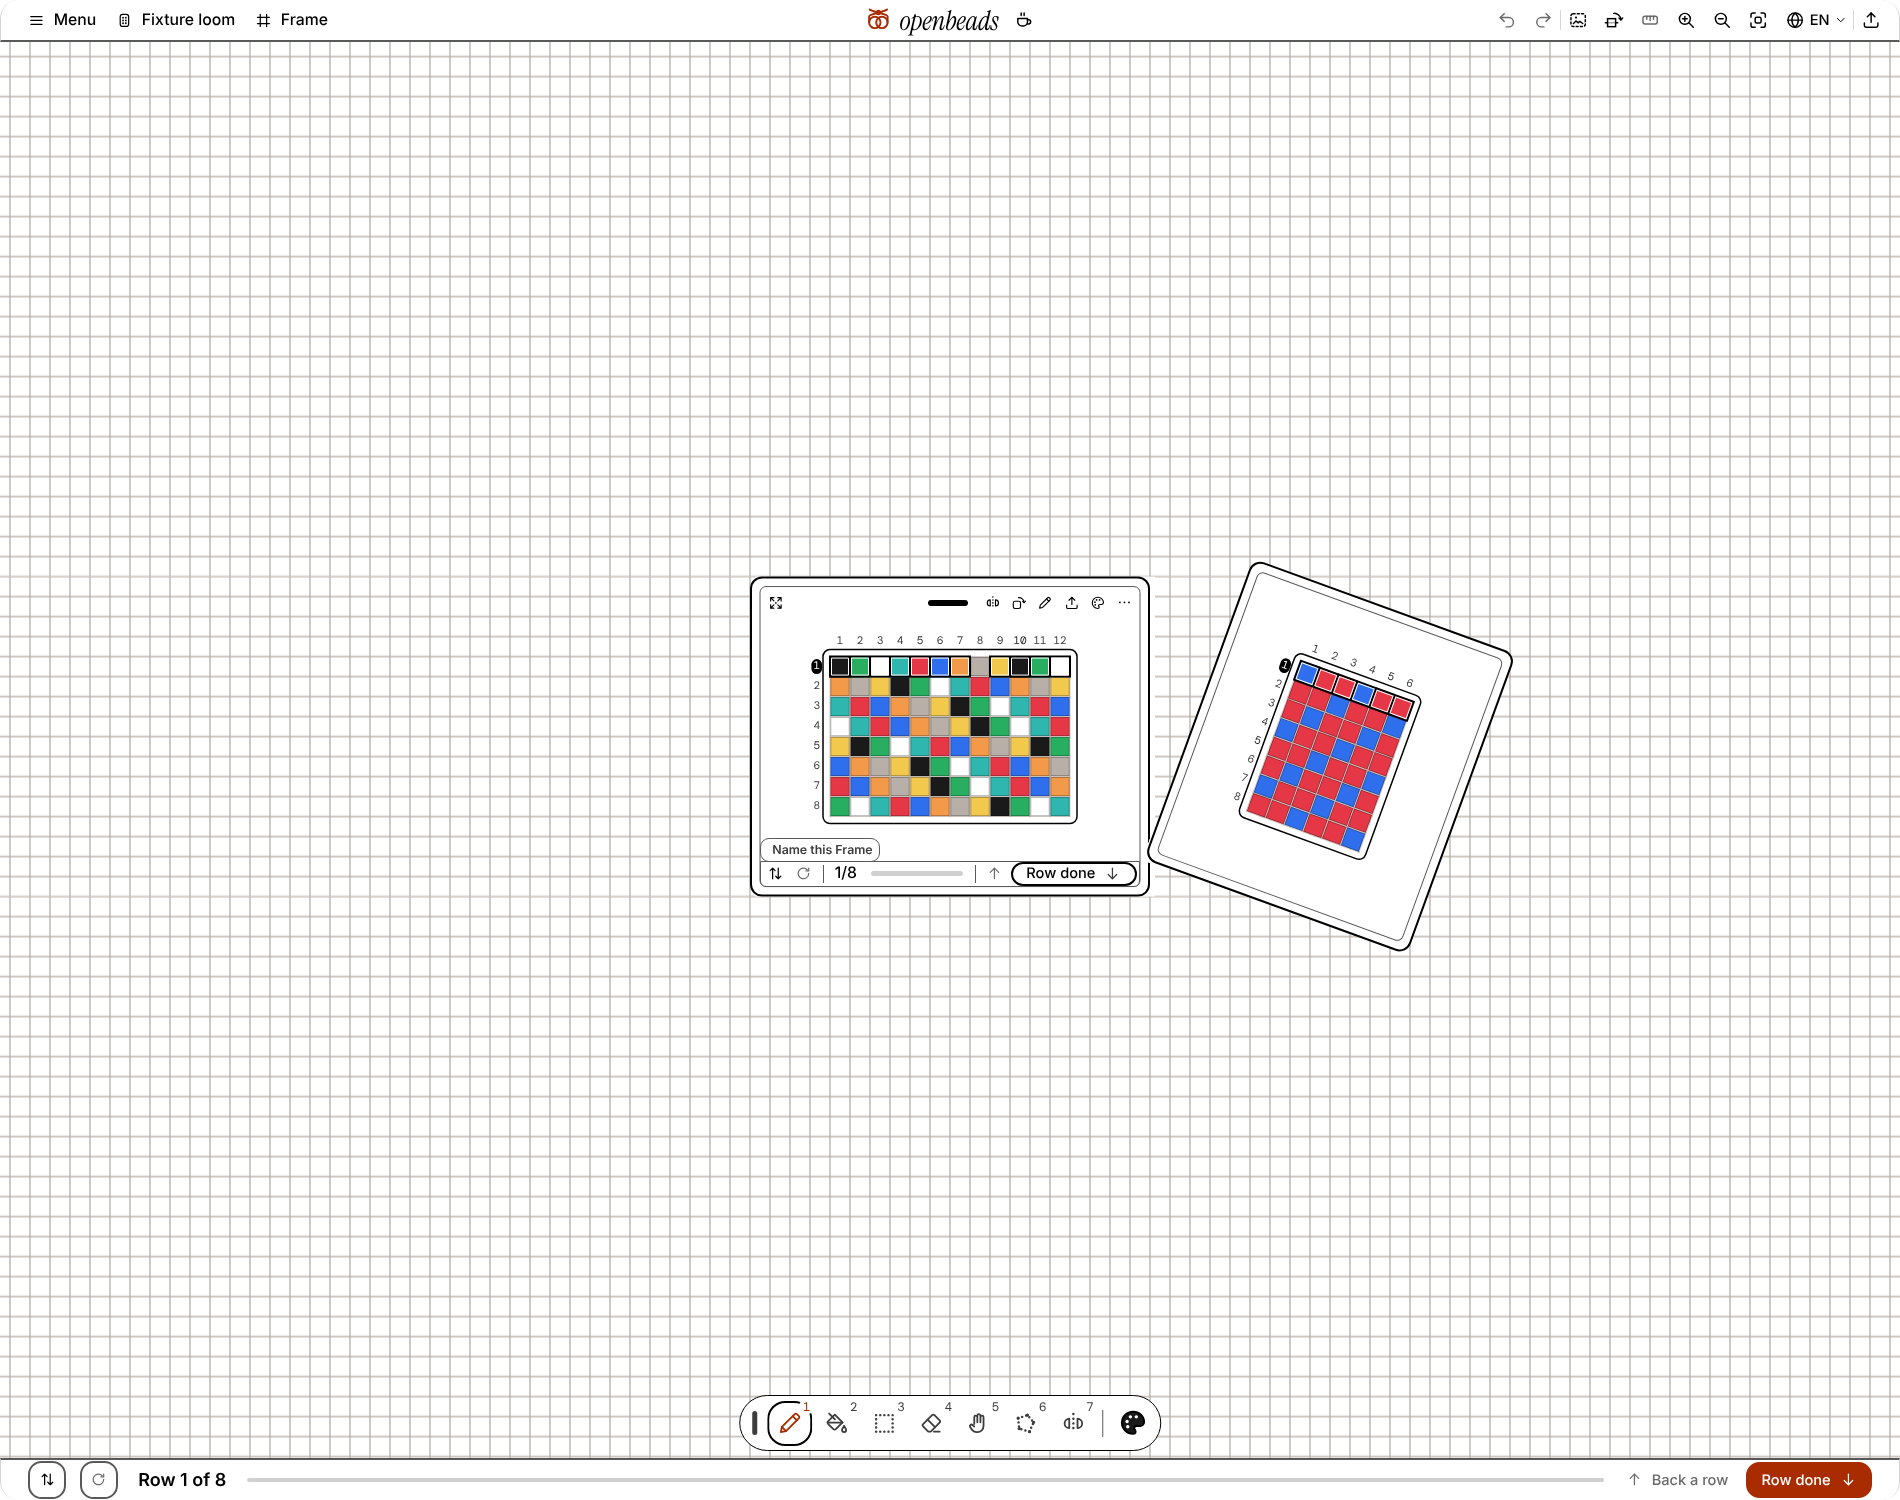 Menu Fixture loom Frame openbeads EN
1 2 3 4 5 6 7 8 9 10 11 12
1
2
3
4
5
6
7
8
Name this Frame
1/8 Row done
1 2 3 4 5 6
1
2
3
4
5
6
7
8
1 2 3 4 5 6 7
Row 1 of 8 Back a row Row done